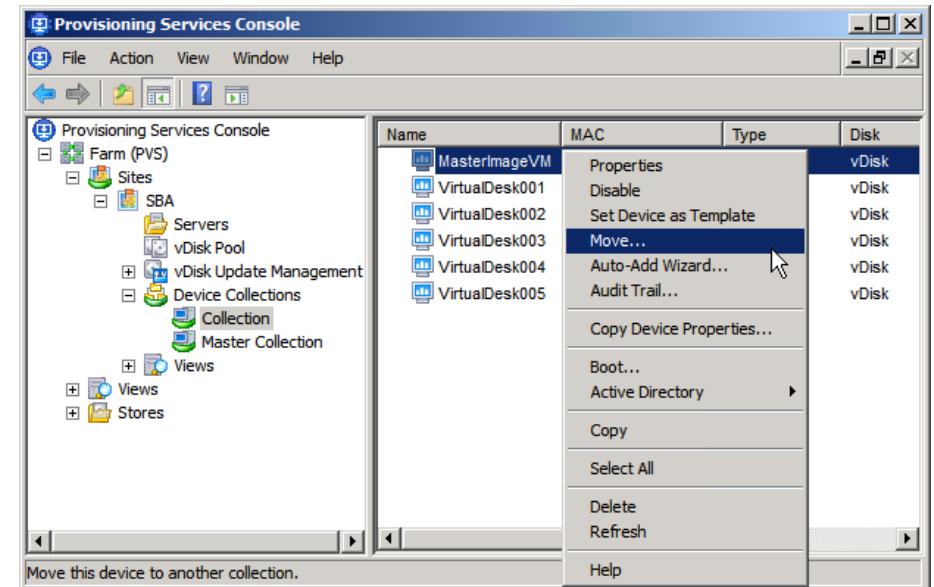 Provisioning Services Console
File Action View Window Help
Provisioning Services Console
Farm (PVS)
Sites
SBA
Servers
vDisk Pool
vDisk Update Management
Device Collections
Collection
Master Collection
Views
Views
Stores
Name MAC Type Disk
MasterImageVM vDisk
VirtualDesk001 vDisk
VirtualDesk002 vDisk
VirtualDesk003 vDisk
VirtualDesk004 vDisk
VirtualDesk005 vDisk
Properties
Disable
Set Device as Template
Move...
Auto-Add Wizard...
Audit Trail...
Copy Device Properties...
Boot...
Active Directory
Copy
Select All
Delete
Refresh
Help
Move this device to another collection.